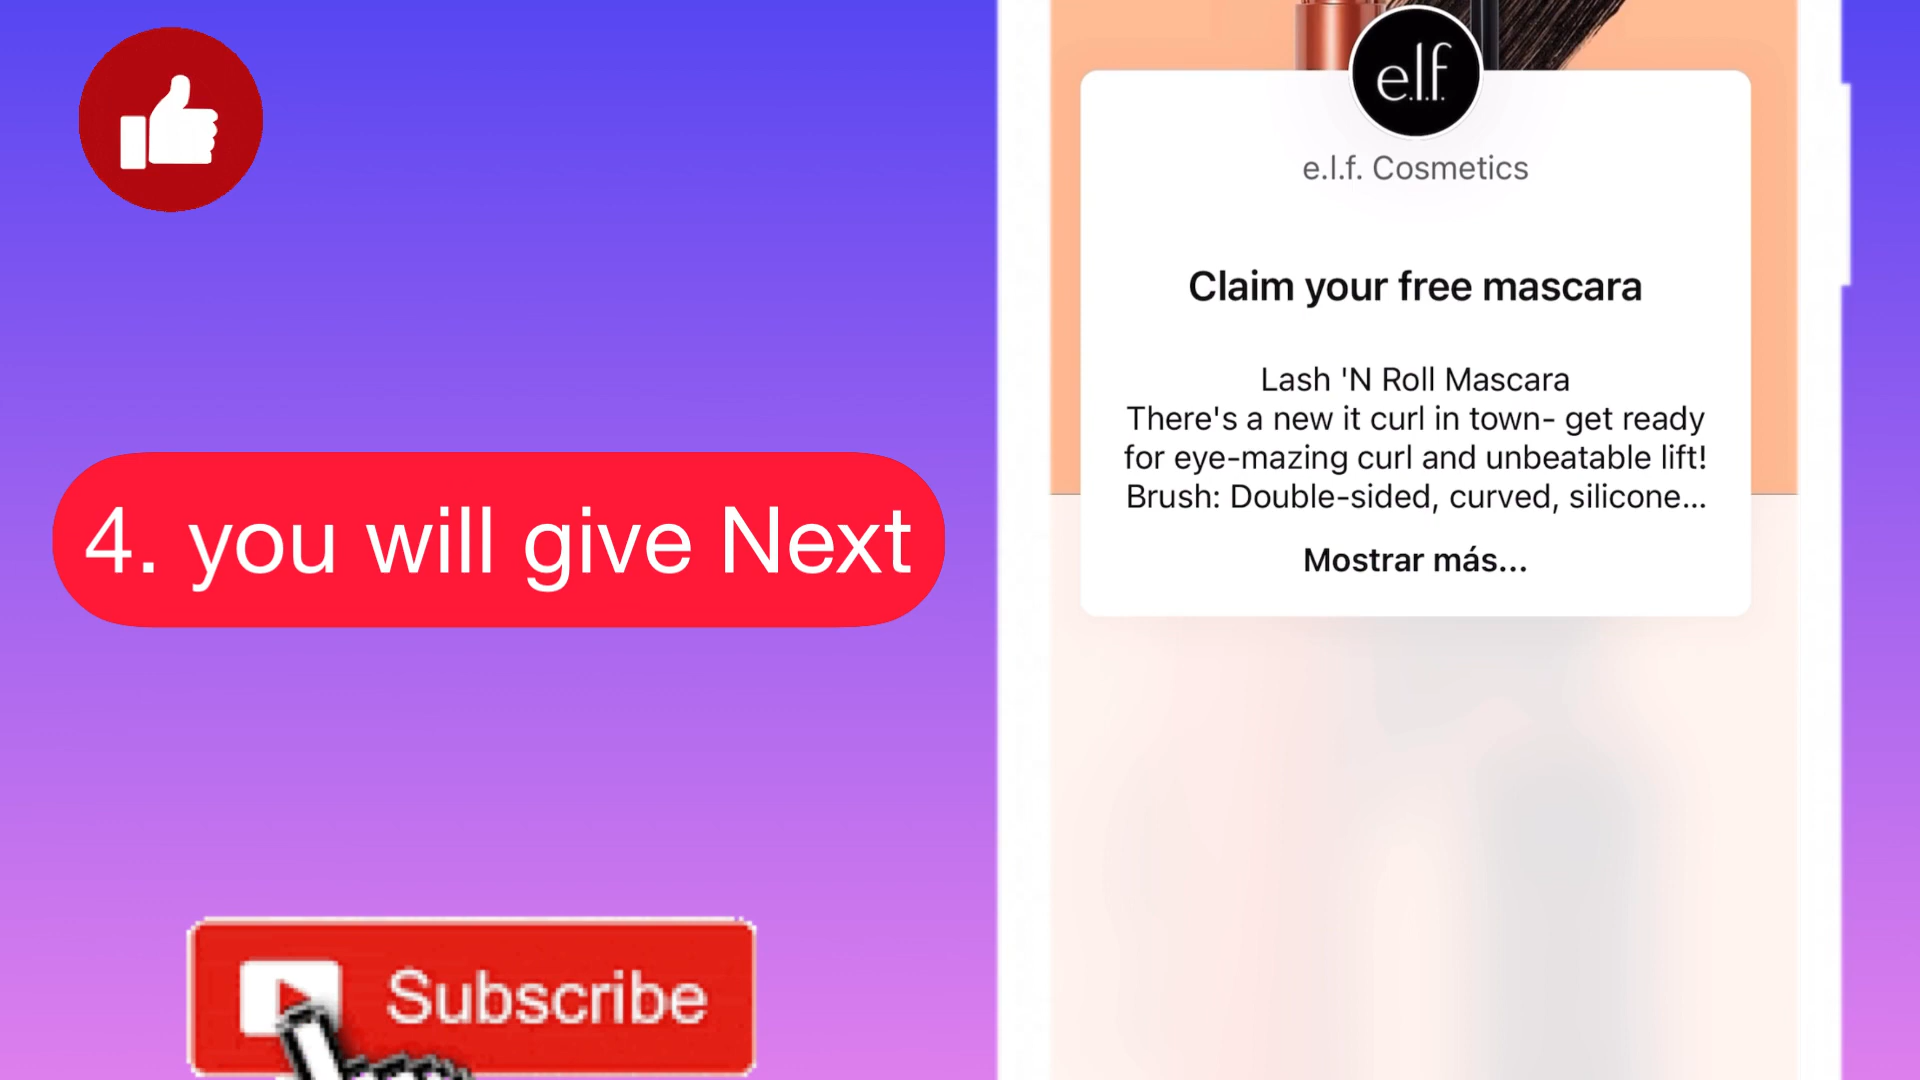 4. you will give Next
Subscribe
e.l.f.
e.l.f. Cosmetics
Claim your free mascara
Lash 'N Roll Mascara
There's a new it curl in town- get ready
for eye-mazing curl and unbeatable lift!
Brush: Double-sided, curved, silicone...
Mostrar más...